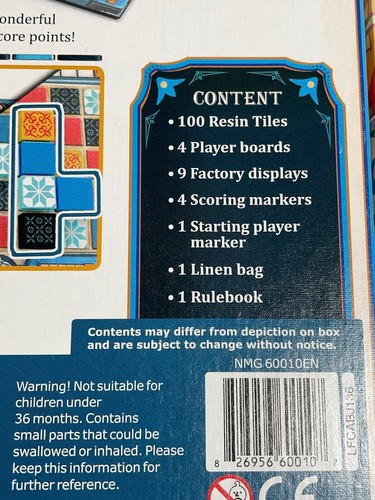 onderful
core points!
CONTENT
• 100 Resin Tiles
• 4 Player boards
• 9 Factory displays
• 4 Scoring markers
• 1 Starting player
marker
• 1 Linen bag
• 1 Rulebook
Contents may differ from depiction on box
and are subject to change without notice.
NMG 60010EN
Warning! Not suitable for
children under
36 months. Contains
small parts that could be
swallowed or inhaled. Please
keep this information for
further reference.
LFCABJ136
8 26956 60010 7
CE